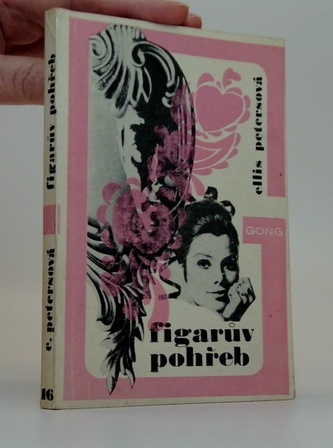 figarův pohřeb
e. petersová
16
ellis petersová
GONG
figarův
pohřeb